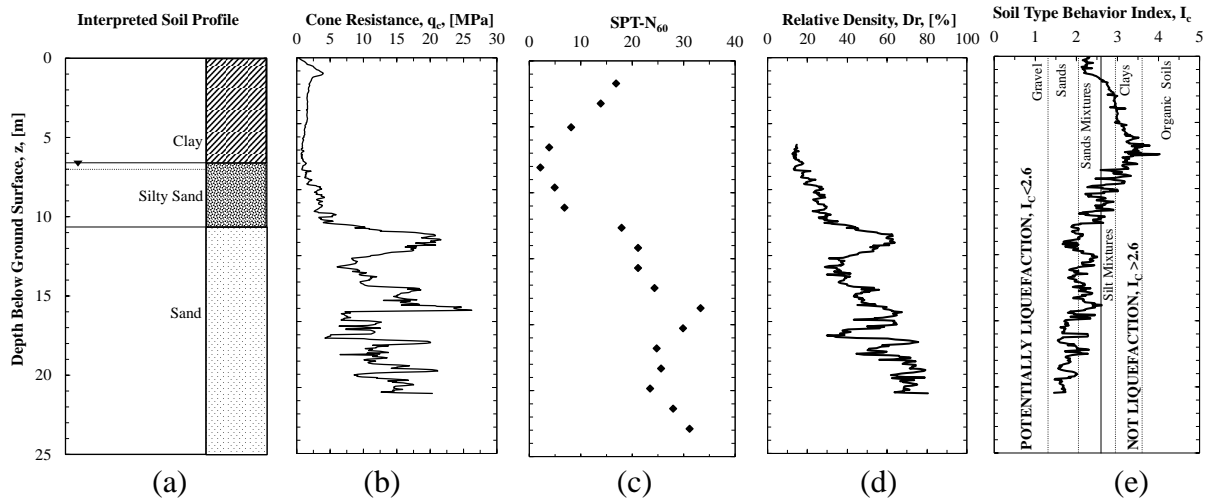 Interpreted Soil Profile
Depth Below Ground Surface, z, [m]
0
5
10
15
20
25
Clay
Silty Sand
Sand
(a)
Cone Resistance, qc, [MPa]
0 5 10 15 20 25 30
(b)
SPT-N60
0 10 20 30 40
(c)
Relative Density, Dr, [%]
0 20 40 60 80 100
(d)
Soil Type Behavior Index, Ic
0 1 2 3 4 5
Gravel
Sands
Sands Mixtures
Silt Mixtures
Clays
Organic Soils
POTENTIALLY LIQUEFACTION, IC<2.6
NOT LIQUEFACTION, IC >2.6
(e)